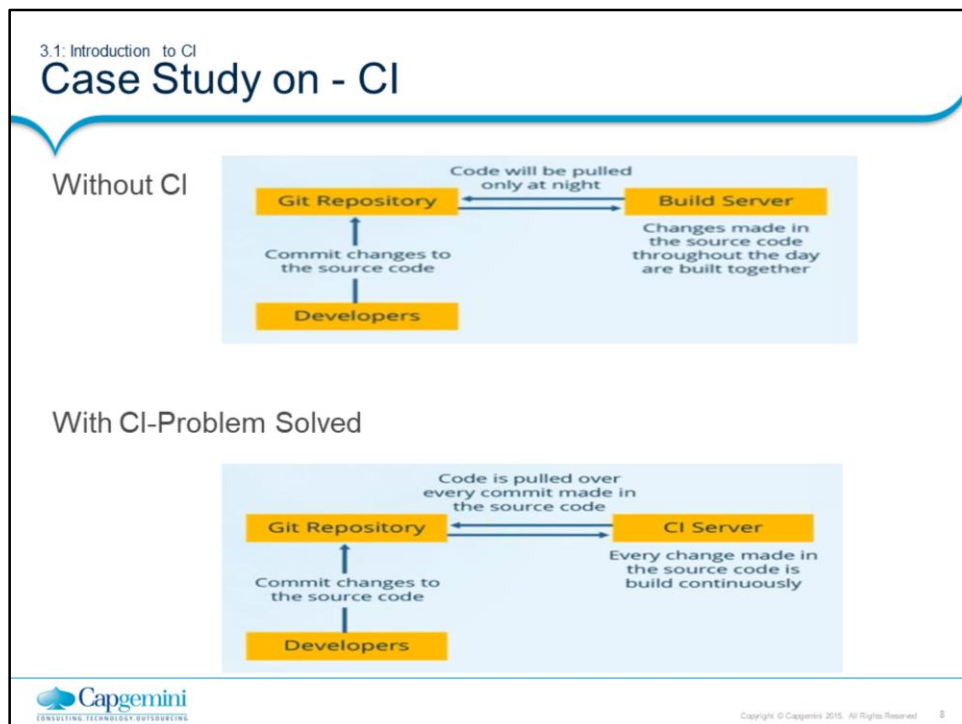 3.1: Introduction to CI
Case Study on - CI
Without CI
Code will be pulled
only at night
Git Repository
Build Server
Commit changes to
the source code
Changes made in
the source code
throughout the day
are built together
Developers
With CI-Problem Solved
Code is pulled over
every commit made in
the source code
Git Repository
CI Server
Commit changes to
the source code
Every change made in
the source code is
build continuously
Developers
Capgemini
CONSULTING.TECHNOLOGY.OUTSOURCING
Copyright © Capgemini 2015. All Rights Reserved 8